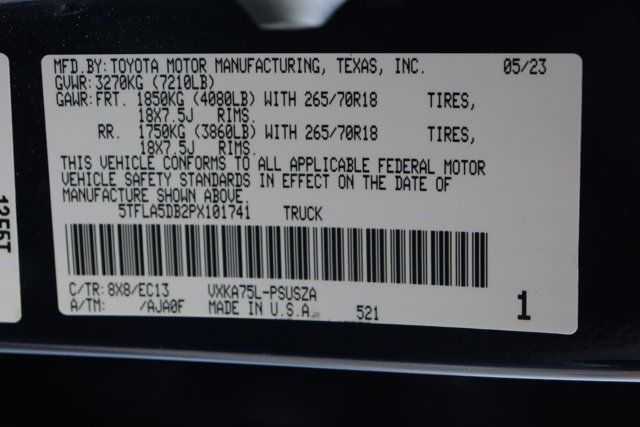 MFD.BY: TOYOTA MOTOR MANUFACTURING, TEXAS, INC. 05/23
GVWR: 3270KG (7210LB)
GAWR: FRT. 1850KG (4080LB) WITH 265/70R18 TIRES,
18X7.5J RIMS.
RR. 1750KG (3860LB) WITH 265/70R18 TIRES,
18X7.5J RIMS.
THIS VEHICLE CONFORMS TO ALL APPLICABLE FEDERAL MOTOR
VEHICLE SAFETY STANDARDS IN EFFECT ON THE DATE OF
MANUFACTURE SHOWN ABOVE.
5TFLA5DB2PX101741 TRUCK
C/TR: 8X8/EC13 VXKA75L-PSUSZA
A/TM: /AJA0F MADE IN U.S.A. 521 1